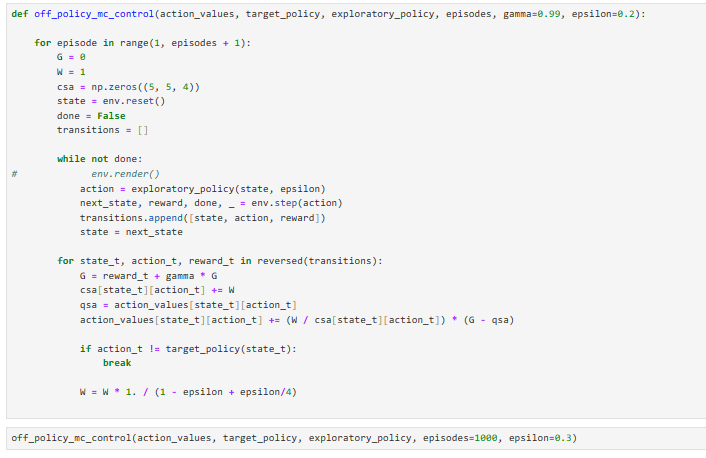 def off_policy_mc_control(action_values, target_policy, exploratory_policy, episodes, gamma=0.99, epsilon=0.2):
for episode in range(1, episodes + 1):
G = 0
W = 1
csa = np.zeros((5, 5, 4))
state = env.reset()
done = False
transitions = []
while not done:
# env.render()
action = exploratory_policy(state, epsilon)
next_state, reward, done, _ = env.step(action)
transitions.append([state, action, reward])
state = next_state
for state_t, action_t, reward_t in reversed(transitions):
G = reward_t + gamma * G
csa[state_t][action_t] += W
qsa = action_values[state_t][action_t]
action_values[state_t][action_t] += (W / csa[state_t][action_t]) * (G - qsa)
if action_t != target_policy(state_t):
break
W = W * 1. / (1 - epsilon + epsilon/4)
off_policy_mc_control(action_values, target_policy, exploratory_policy, episodes=1000, epsilon=0.3)